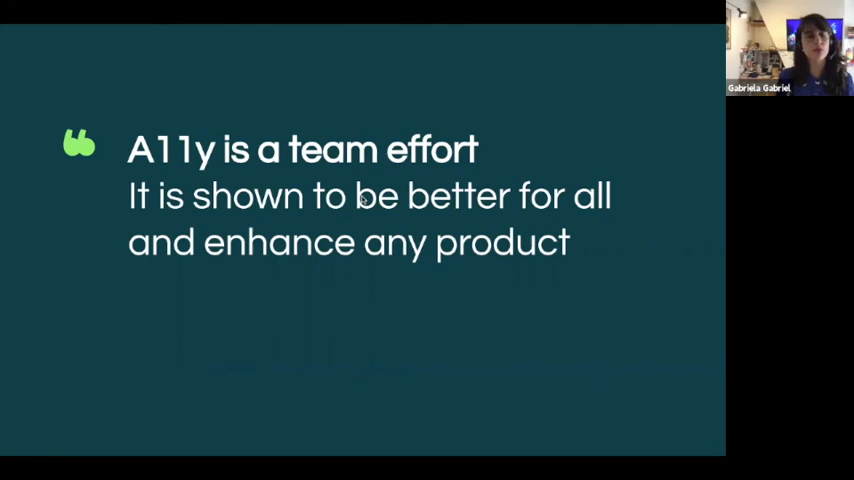 A11y is a team effort
It is shown to be better for all
and enhance any product
Gabriela Gabriel